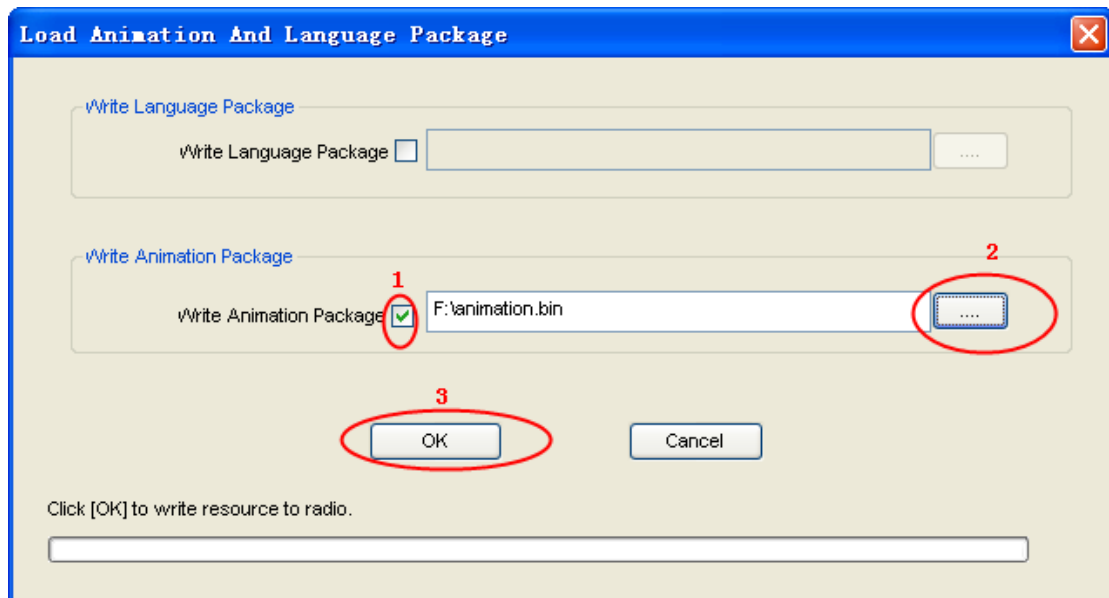 Load Animation And Language Package
Write Language Package
Write Language Package
....
Write Animation Package
2
1
Write Animation Package F:\animation.bin ....
3
OK Cancel
Click [OK] to write resource to radio.